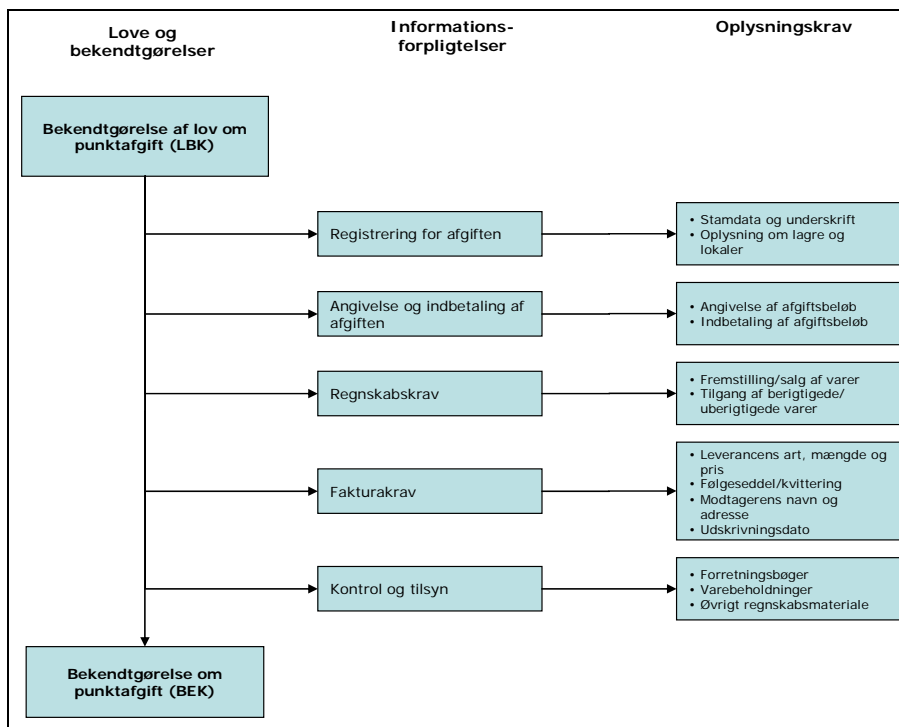 Love og
bekendtgørelser
Informations-
forpligtelser
Oplysningskrav
Bekendtgørelse af lov om
punktafgift (LBK)
Registrering for afgiften
• Stamdata og underskrift
• Oplysning om lagre og
lokaler
Angivelse og indbetaling af
afgiften
• Angivelse af afgiftsbeløb
• Indbetaling af afgiftsbeløb
Regnskabskrav
• Fremstilling/salg af varer
• Tilgang af berigtigede/
uberigtigede varer
Fakturakrav
• Leverancens art, mængde og
pris
• Følgeseddel/kvittering
• Modtagerens navn og
adresse
• Udskrivningsdato
Kontrol og tilsyn
• Forretningsbøger
• Varebeholdninger
• Øvrigt regnskabsmateriale
Bekendtgørelse om
punktafgift (BEK)